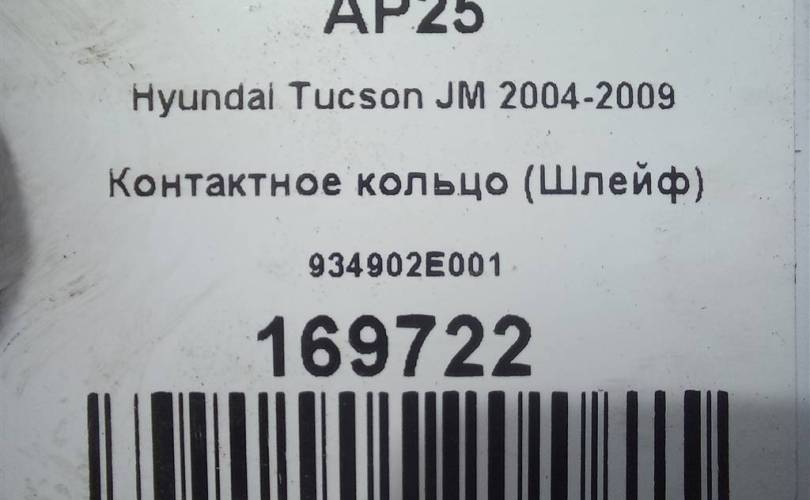 AP25
Hyundai Tucson JM 2004-2009
Контактное кольцо (Шлейф)
934902E001
169722